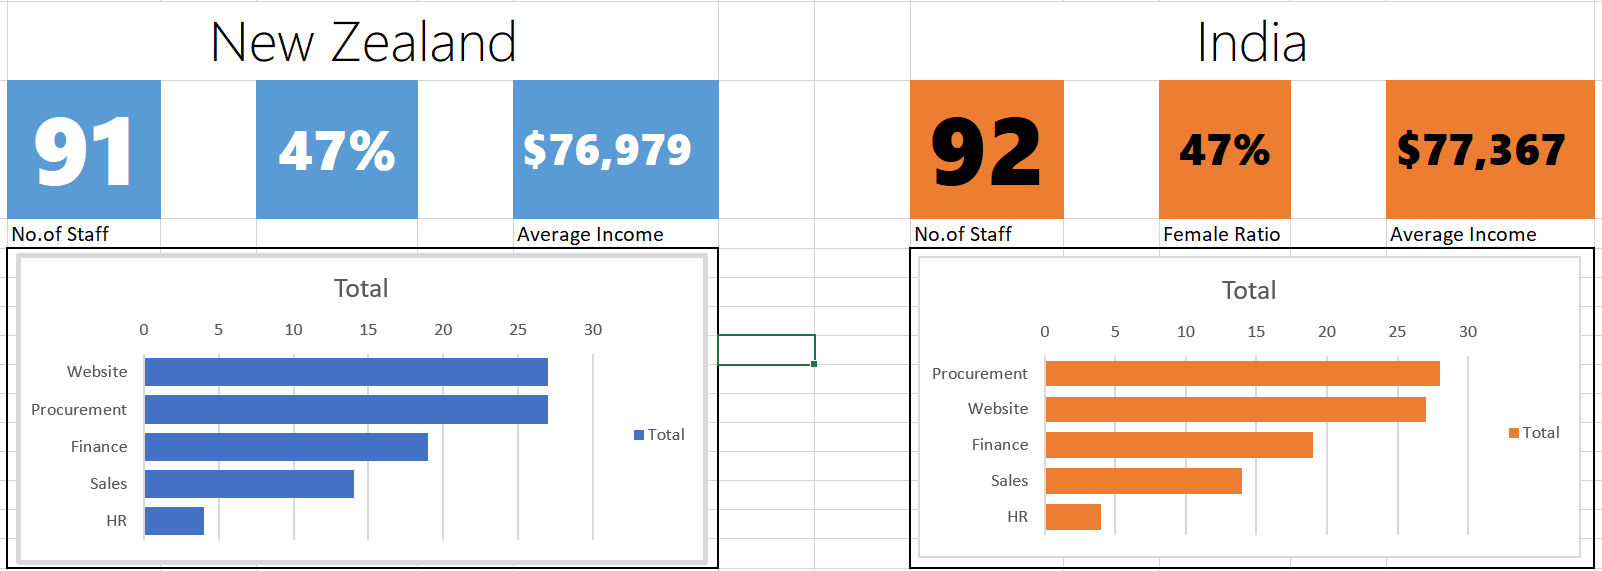 New Zealand
91
47%
$76,979
No.of Staff
Average Income
Total
0 5 10 15 20 25 30
Website
Procurement
Finance
Sales
HR
Total
India
92
47%
$77,367
No.of Staff
Female Ratio
Average Income
Total
0 5 10 15 20 25 30
Procurement
Website
Finance
Sales
HR
Total